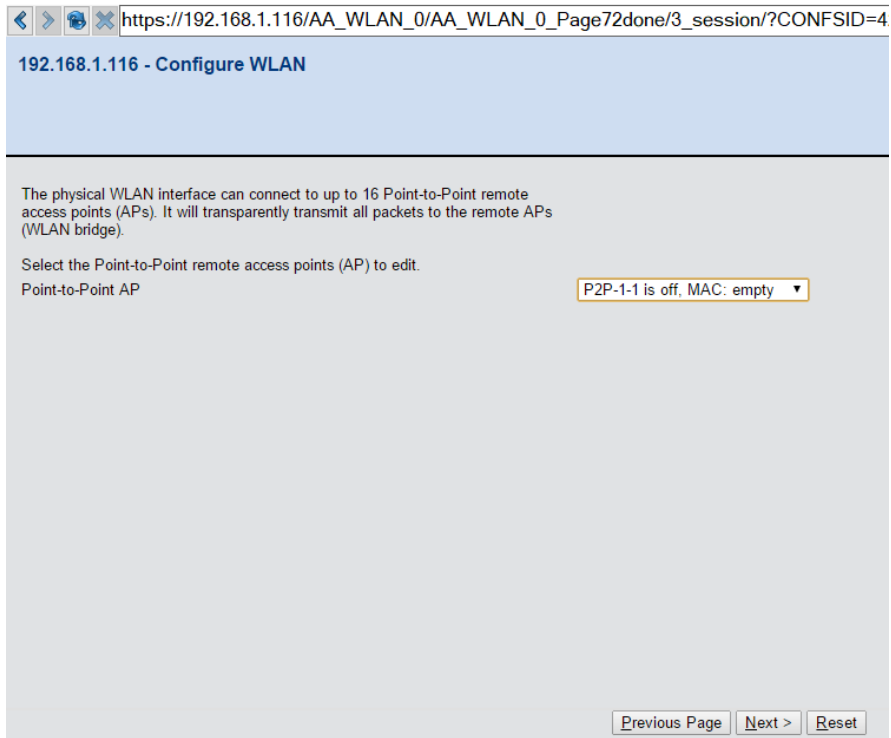 https://192.168.1.116/AA_WLAN_0/AA_WLAN_0_Page72done/3_session/?CONFSID=4
192.168.1.116 - Configure WLAN
The physical WLAN interface can connect to up to 16 Point-to-Point remote
access points (APs). It will transparently transmit all packets to the remote APs
(WLAN bridge).
Select the Point-to-Point remote access points (AP) to edit.
Point-to-Point AP P2P-1-1 is off, MAC: empty
Previous Page Next > Reset